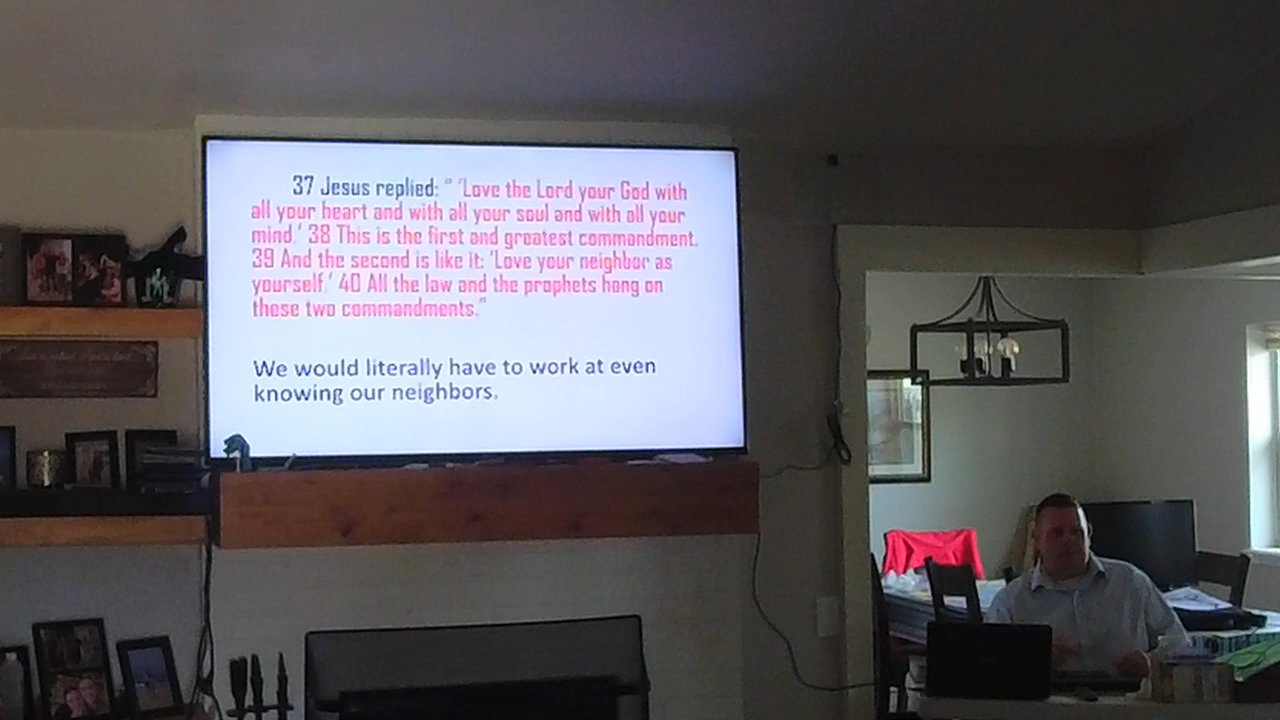 37 Jesus replied: “ ‘Love the Lord your God with
all your heart and with all your soul and with all your
mind.’ 38 This is the first and greatest commandment.
39 And the second is like it: ‘Love your neighbor as
yourself.’ 40 All the law and the prophets hang on
these two commandments.”
We would literally have to work at even
knowing our neighbors.